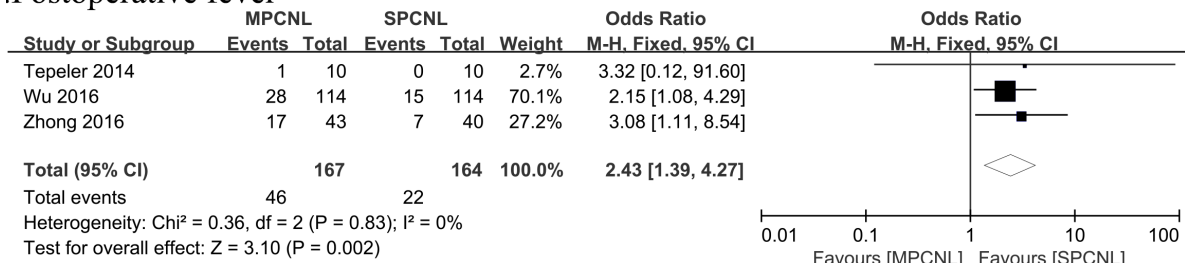 Postoperative fever
MPCNL SPCNL Odds Ratio Odds Ratio
Study or Subgroup Events Total Events Total Weight M-H, Fixed, 95% CI M-H, Fixed, 95% CI
Tepeler 2014 1 10 0 10 2.7% 3.32 [0.12, 91.60]
Wu 2016 28 114 15 114 70.1% 2.15 [1.08, 4.29]
Zhong 2016 17 43 7 40 27.2% 3.08 [1.11, 8.54]
Total (95% CI) 167 164 100.0% 2.43 [1.39, 4.27]
Total events 46 22
Heterogeneity: Chi² = 0.36, df = 2 (P = 0.83); I² = 0%
Test for overall effect: Z = 3.10 (P = 0.002)
0.01 0.1 1 10 100
Favours [MPCNL] Favours [SPCNL]